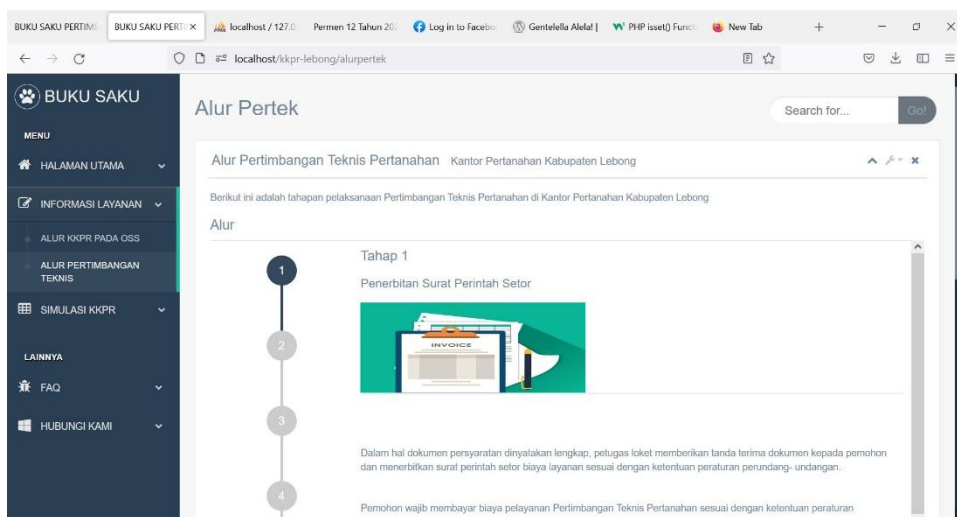 BUKU SAKU PERTIME
BUKU SAKU PERTI
localhost / 127.0.
Permen 12 Tahun 202
Log in to Facebo
Gentelella Alela! |
PHP isset() Functi
New Tab
localhost/kkpr-lebong/alurpertek
BUKU SAKU
MENU
HALAMAN UTAMA
INFORMASI LAYANAN
ALUR KKPR PADA OSS
ALUR PERTIMBANGAN
TEKNIS
SIMULASI KKPR
LAINNYA
FAQ
HUBUNGI KAMI
Alur Pertek
Search for...
Go!
Alur Pertimbangan Teknis Pertanahan Kantor Pertanahan Kabupaten Lebong
Berikut ini adalah tahapan pelaksanaan Pertimbangan Teknis Pertanahan di Kantor Pertanahan Kabupaten Lebong
Alur
1
Tahap 1
Penerbitan Surat Perintah Setor
INVOICE
2
3
Dalam hal dokumen persyaratan dinyatakan lengkap, petugas loket memberikan tanda terima dokumen kepada pemohon
dan menerbitkan surat perintah setor biaya layanan sesuai dengan ketentuan peraturan perundang- undangan.
4
Pemohon wajib membayar biaya pelayanan Pertimbangan Teknis Pertanahan sesuai dengan ketentuan peraturan